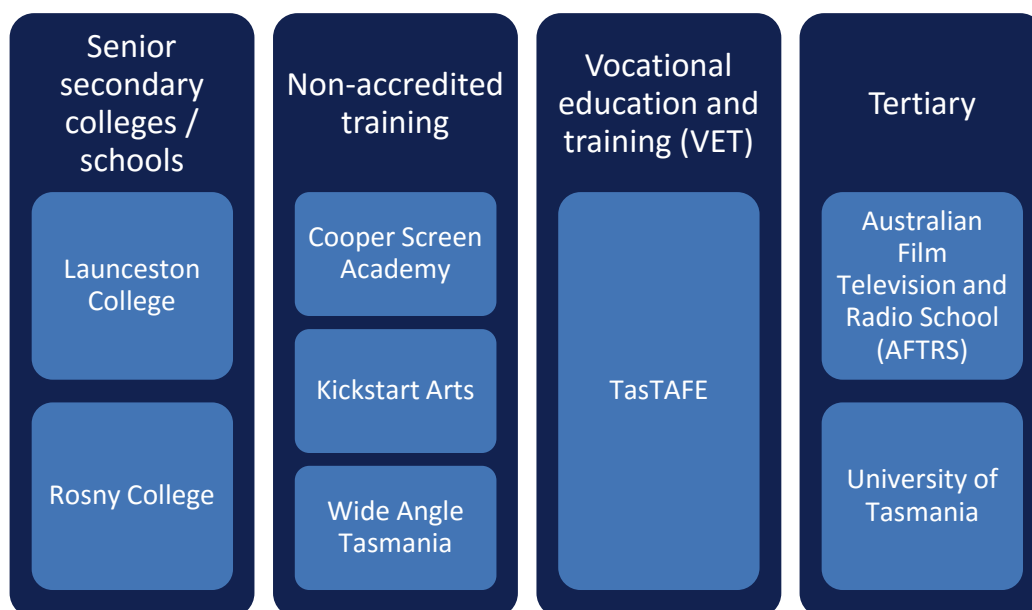 Senior
secondary
colleges /
schools
Launceston
College
Rosny College
Non-accredited
training
Cooper Screen
Academy
Kickstart Arts
Wide Angle
Tasmania
Vocational
education and
training (VET)
TasTAFE
Tertiary
Australian
Film
Television and
Radio School
(AFTRS)
University of
Tasmania